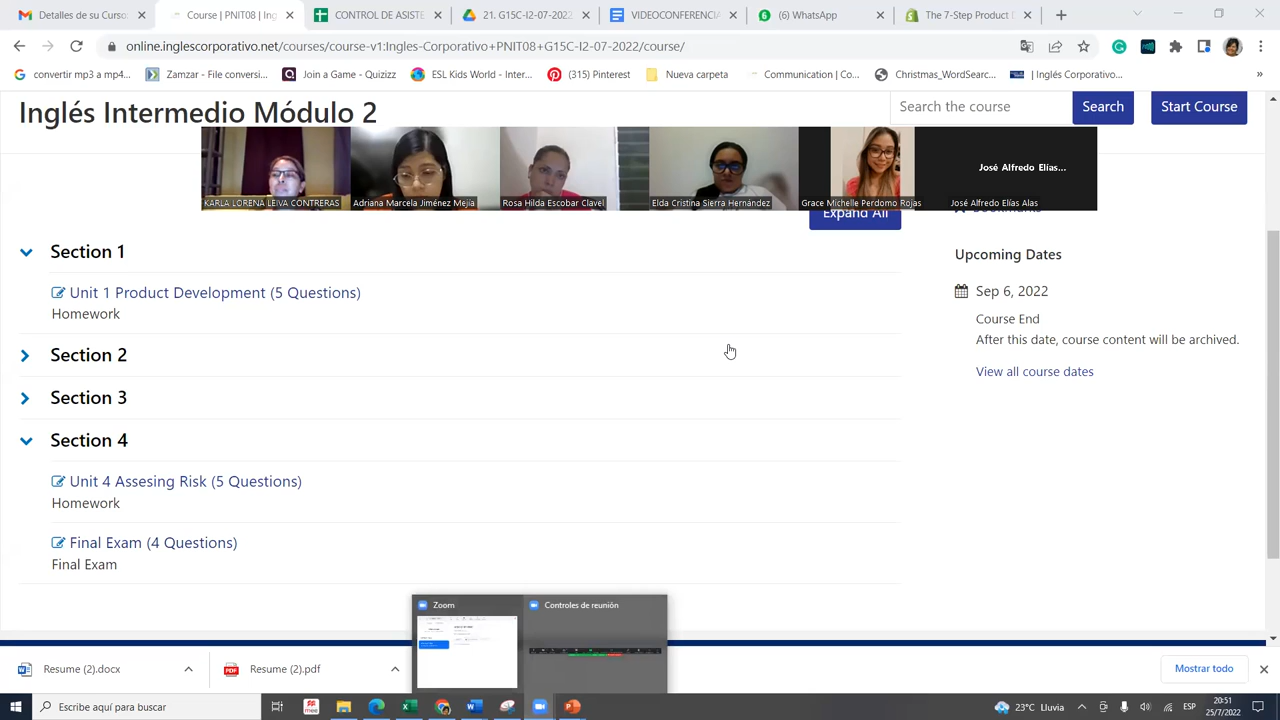 Detalles de Curso:
Course | PNIT08 | Ing
CONTROL DE ASISTE
21. G15C-I2-07-2022
VIDEOCONFERENCIA
(6) WhatsApp
The 7-Step Product D
online.inglescorporativo.net/courses/course-v1:Ingles-Corporativo+PNIT08+G15C-I2-07-2022/course/
convertir mp3 a mp4...
Zamzar - File conversi...
Join a Game - Quizizz
ESL Kids World - Inter...
(315) Pinterest
Nueva carpeta
Communication | Co...
Christmas_WordSearc...
| Inglés Corporativo...
»
Inglés Intermedio Módulo 2
Search the course
Search
Start Course
José Alfredo Elías...
KARLA LORENA LEIVA CONTRERAS
Adriana Marcela Jiménez Mejía
Rosa Hilda Escobar Clavel
Elda Cristina Sierra Hernández
Grace Michelle Perdomo Rojas
José Alfredo Elías Alas
Expand All
Section 1
Unit 1 Product Development (5 Questions)
Homework
Section 2
Section 3
Section 4
Unit 4 Assesing Risk (5 Questions)
Homework
Final Exam (4 Questions)
Final Exam
Upcoming Dates
Sep 6, 2022
Course End
After this date, course content will be archived.
View all course dates
Zoom
Controles de reunión
Resume (2).docx
PDF
Resume (2).pdf
Mostrar todo
Escribe aquí para buscar
mee
23°C Lluvia
ESP
20:51
25/7/2022